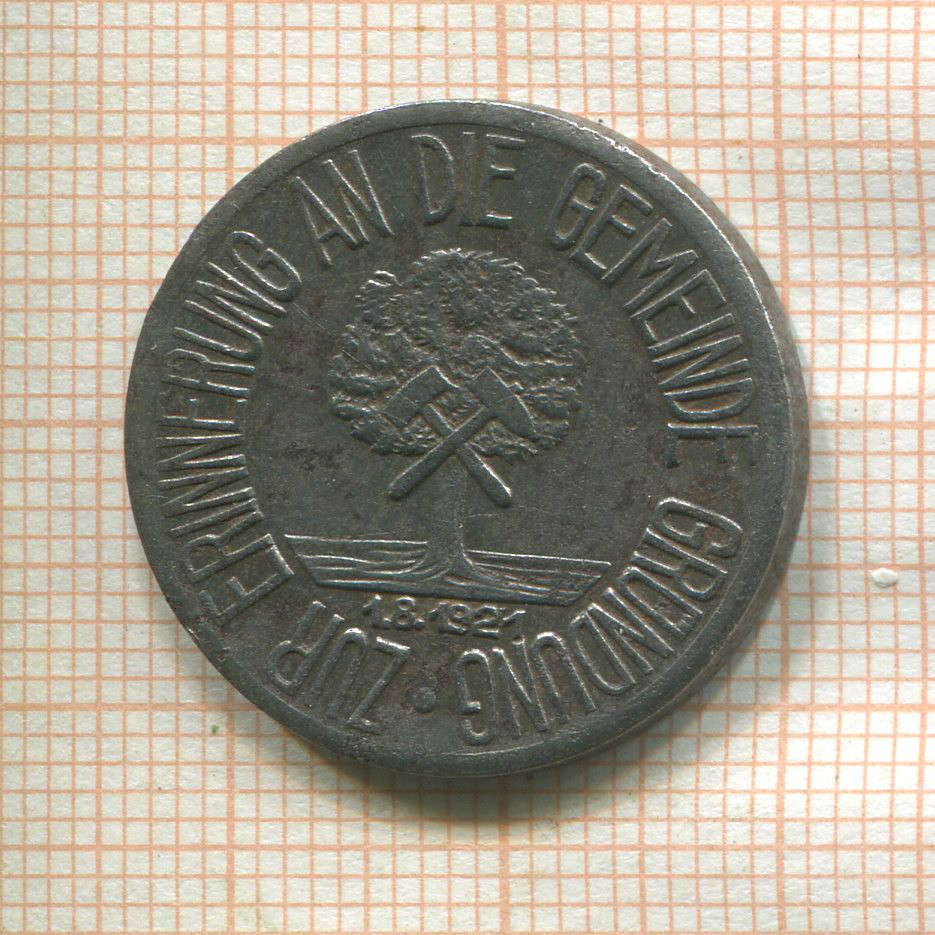 ZUR ERINNERUNG AN DIE GEMEINDE GRÜNDUNG •
1.8.1921